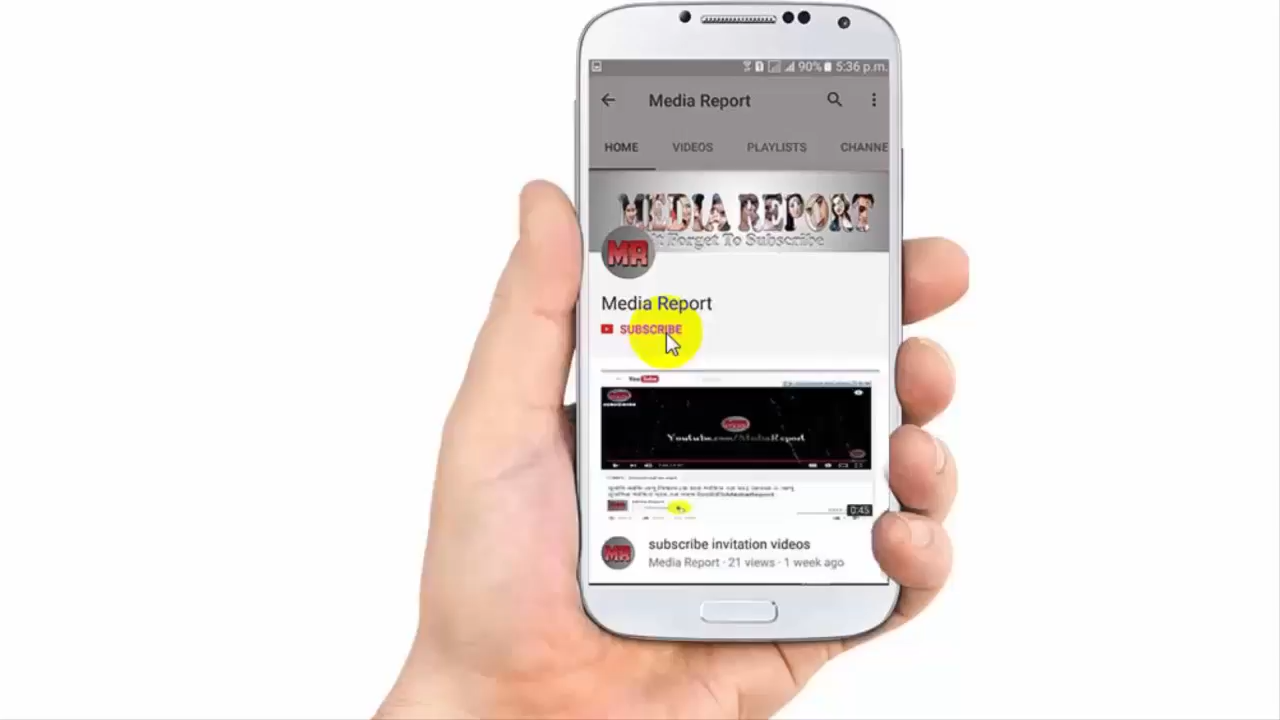 90% 5:36 p.m.
Media Report
HOME VIDEOS PLAYLISTS CHANNE
MEDIA REPORT
t Forget To Subscribe
MR
Media Report
SUBSCRIBE
YouTube
Youtube.com/MediaReport
0:45
MR
subscribe invitation videos
Media Report · 21 views · 1 week ago